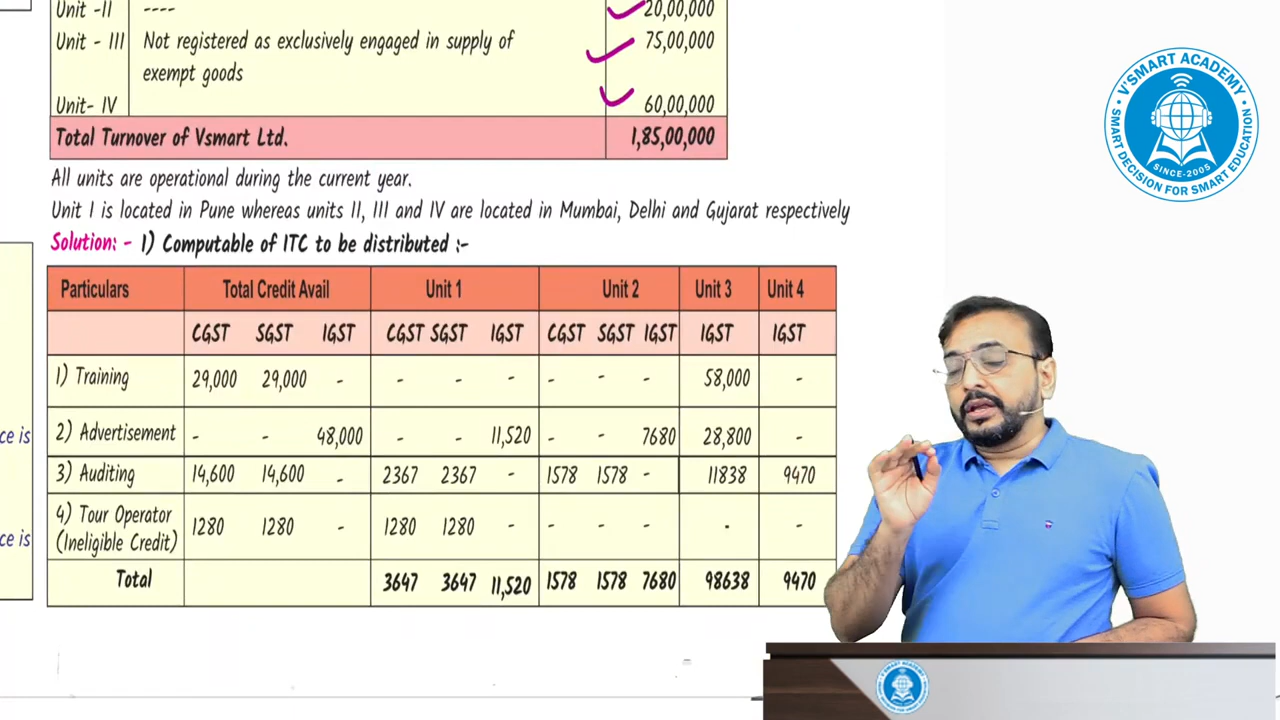 Unit -II ---- 20,00,000
Unit - III Not registered as exclusively engaged in supply of 75,00,000
exempt goods
Unit- IV 60,00,000
Total Turnover of Vsmart Ltd. 1,85,00,000
All units are operational during the current year.
Unit I is located in Pune whereas units II, III and IV are located in Mumbai, Delhi and Gujarat respectively
Solution: - 1) Computable of ITC to be distributed :-
Particulars Total Credit Avail Unit 1 Unit 2 Unit 3 Unit 4
CGST SGST IGST CGST SGST IGST CGST SGST IGST IGST IGST
1) Training 29,000 29,000 - - - - - - - 58,000 -
2) Advertisement - - 48,000 - - 11,520 - - 7680 28,800 -
3) Auditing 14,600 14,600 - 2367 2367 - 1578 1578 - 11838 9470
4) Tour Operator 1280 1280 - 1280 1280 - - - - - -
(Ineligible Credit)
Total 3647 3647 11,520 1578 1578 7680 98638 9470
ce is
ce is
V'SMART ACADEMY
SINCE-2005
SMART DECISION FOR SMART EDUCATION